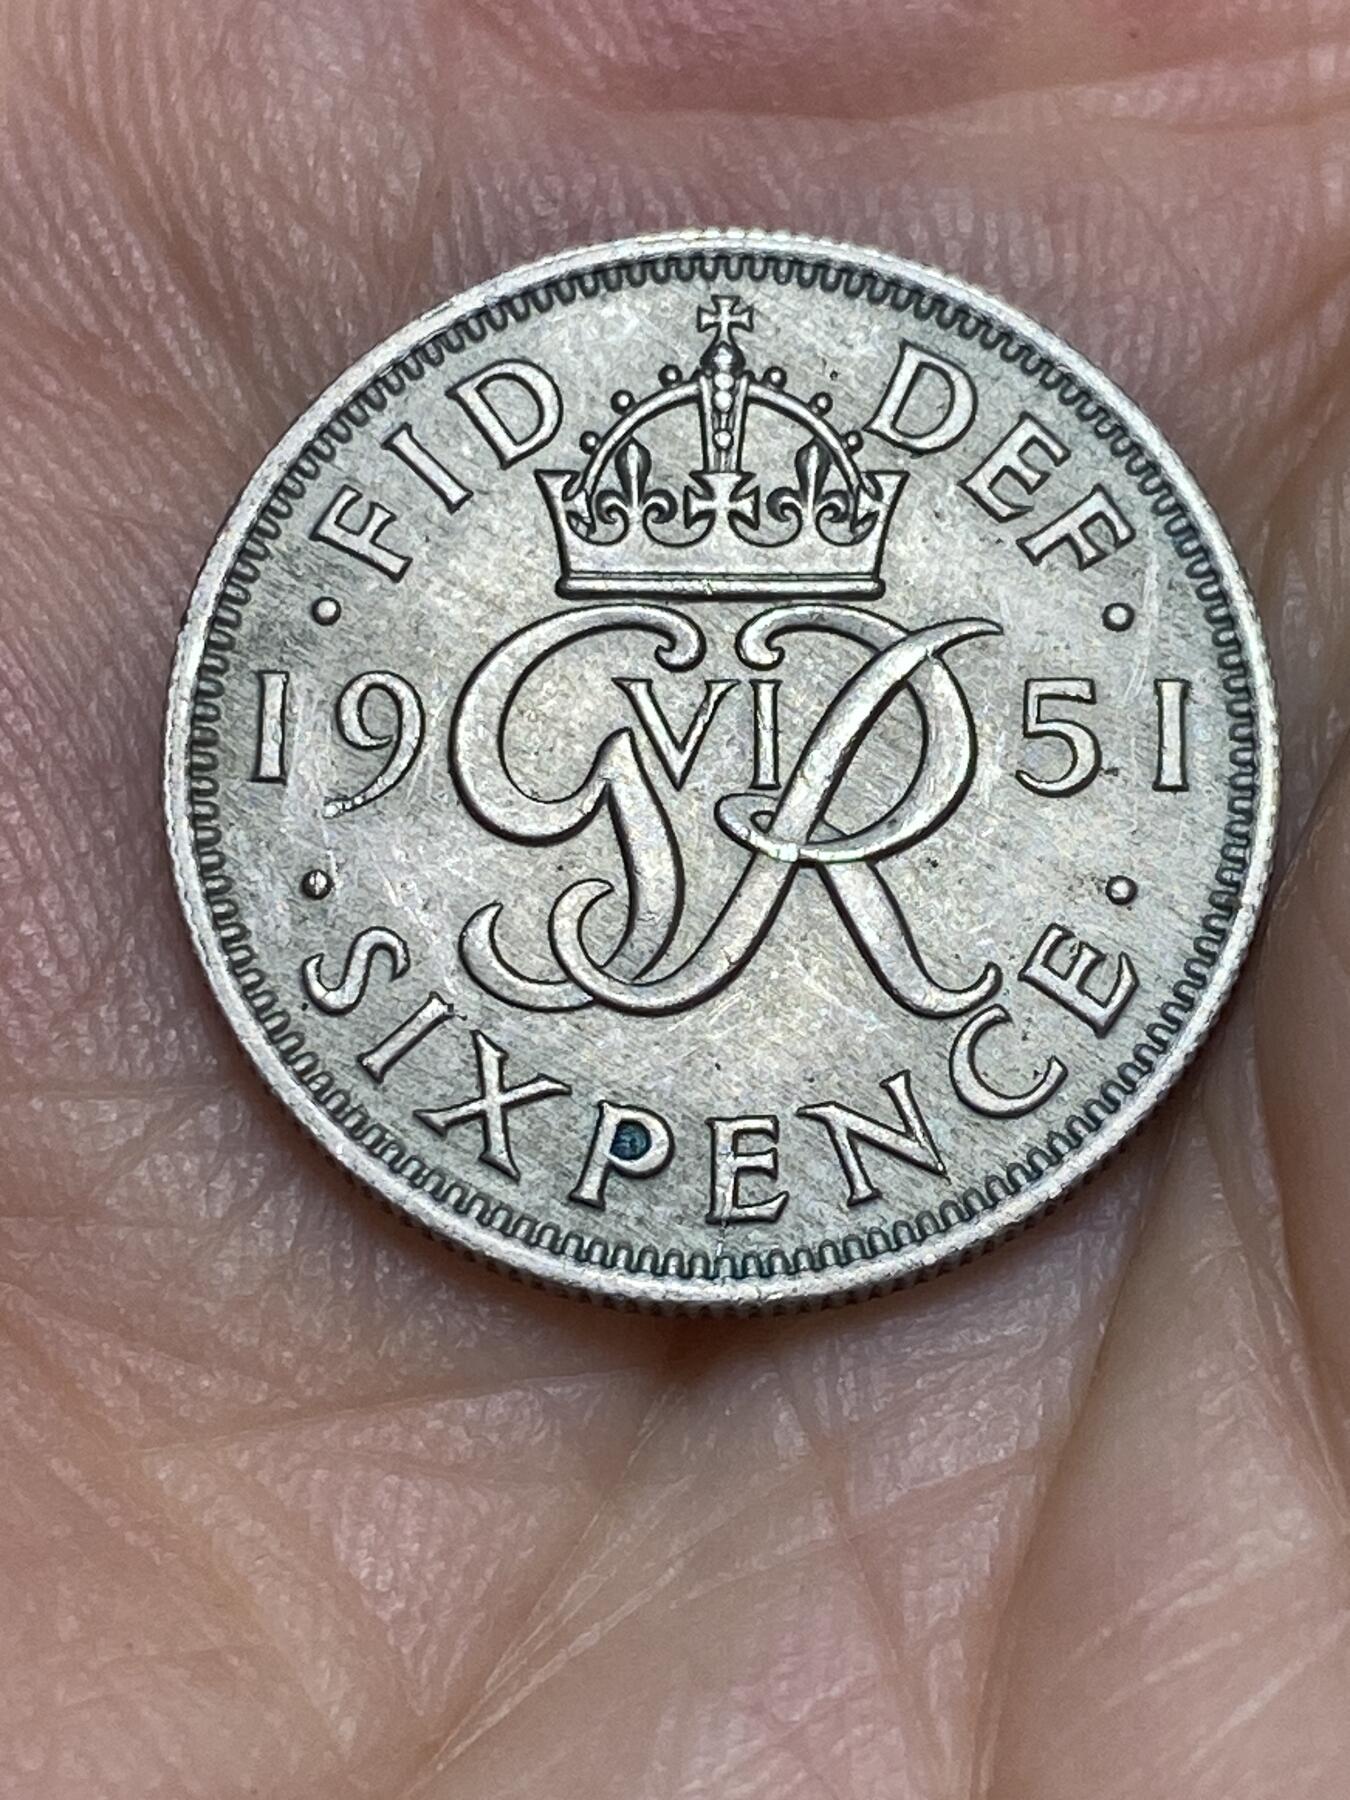 · FID DEF ·
19 GVIR 51
· SIXPENCE ·